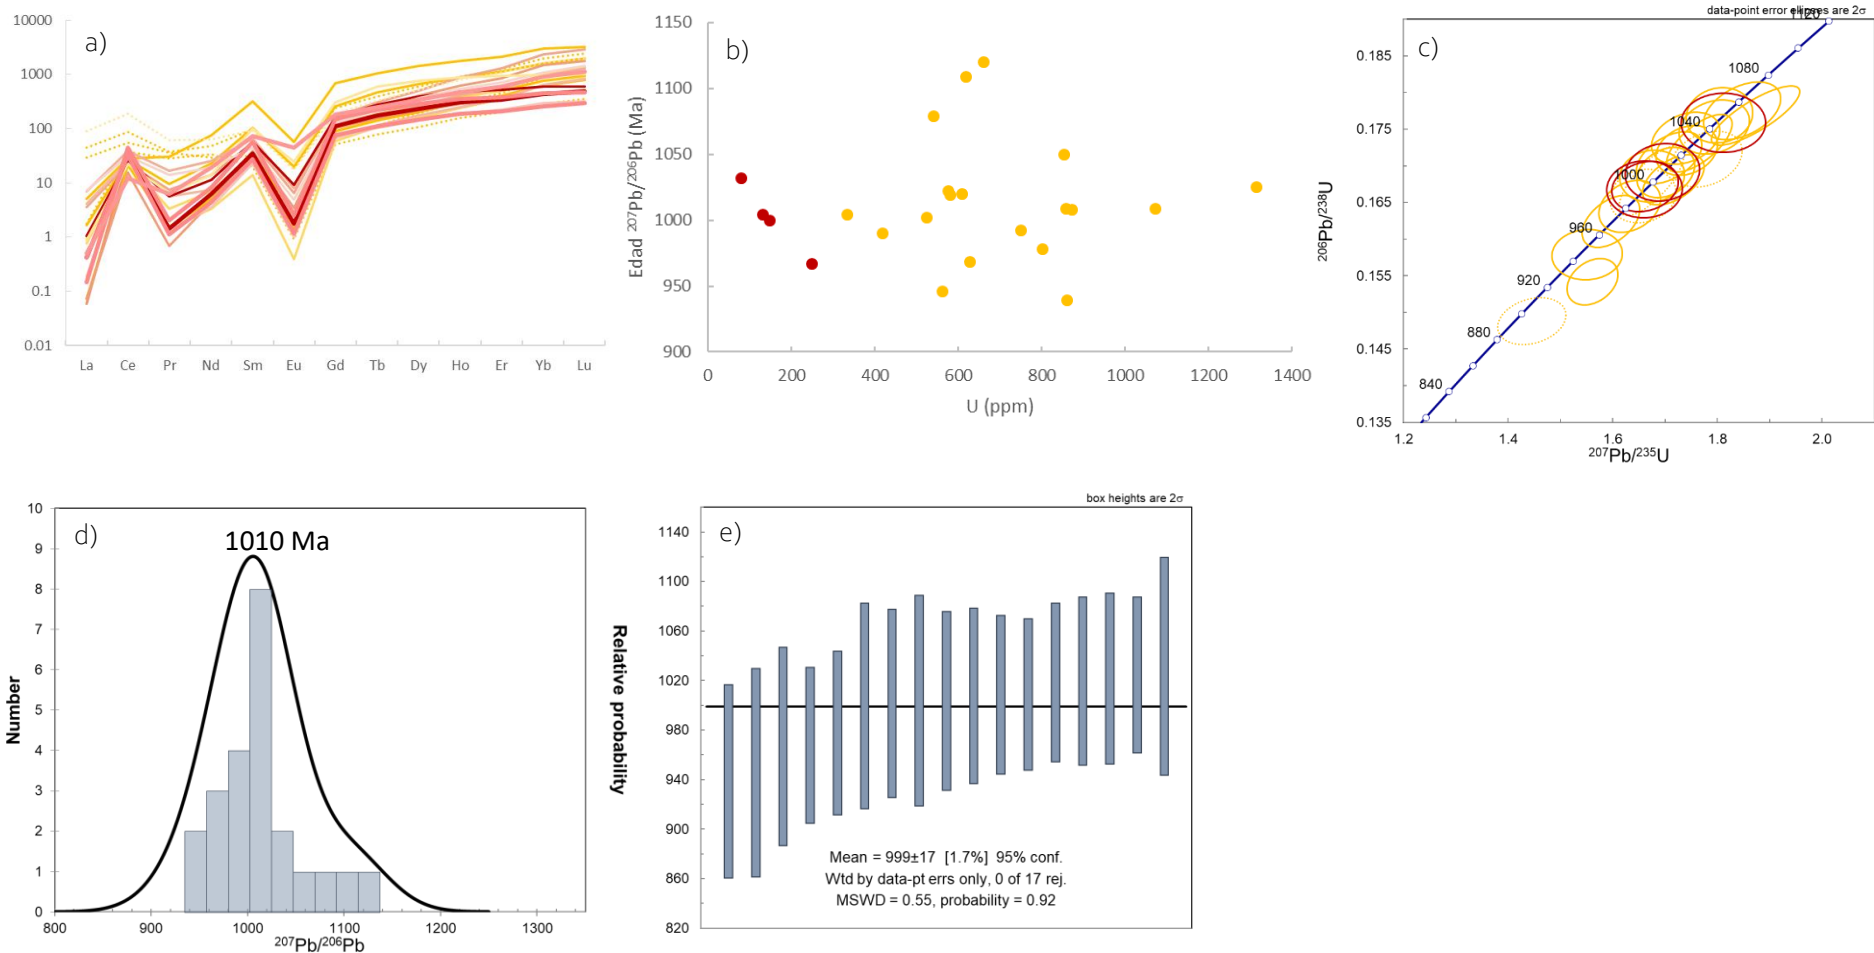 a)
10000
1000
100
10
1
0.1
0.01
La Ce Pr Nd Sm Eu Gd Tb Dy Ho Er Yb Lu
b)
Edad ²⁰⁷Pb/²⁰⁶Pb (Ma)
1150
1100
1050
1000
950
900
0 200 400 600 800 1000 1200 1400
U (ppm)
data-point error ellipses are 2σ
c)
²⁰⁶Pb/²³⁸U
0.185
0.175
0.165
0.155
0.145
0.135
1120
1080
1040
1000
960
920
880
840
1.2 1.4 1.6 1.8 2.0
²⁰⁷Pb/²³⁵U
d)
1010 Ma
Number
10
9
8
7
6
5
4
3
2
1
0
800 900 1000 1100 1200 1300
²⁰⁷Pb/²⁰⁶Pb
Relative probability
box heights are 2σ
e)
1140
1100
1060
1020
980
940
900
860
820
Mean = 999±17 [1.7%] 95% conf.
Wtd by data-pt errs only, 0 of 17 rej.
MSWD = 0.55, probability = 0.92